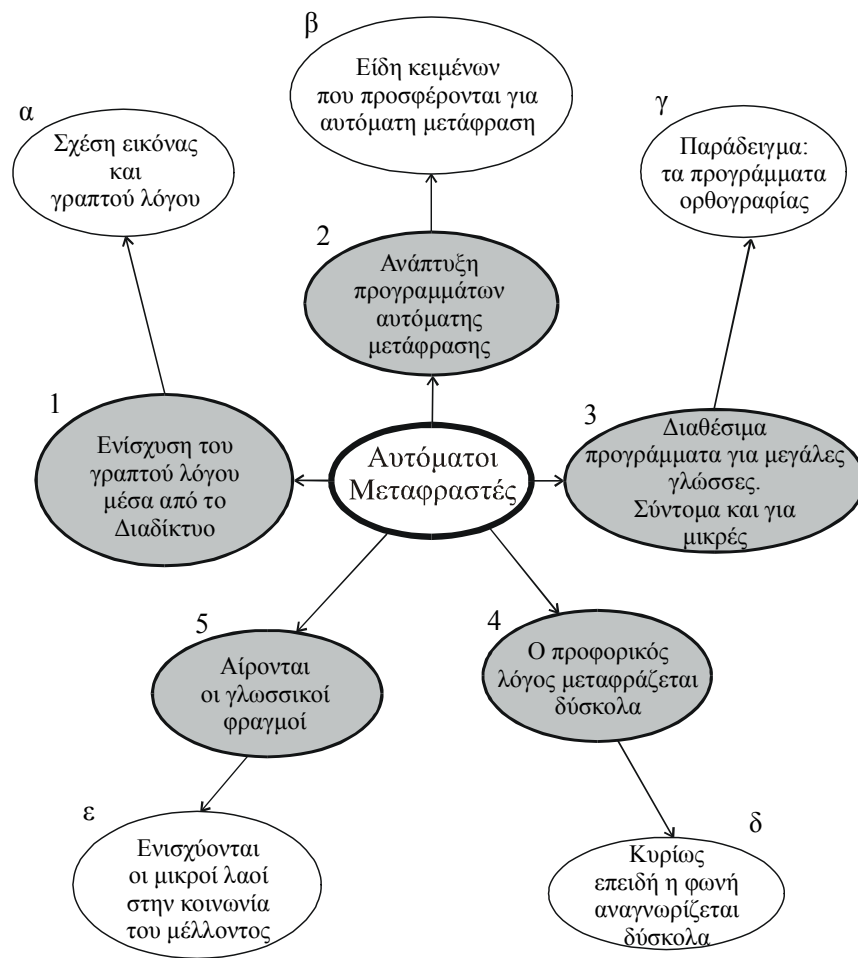 β
Είδη κειμένων
που προσφέρονται για
αυτόματη μετάφραση
α
Σχέση εικόνας
και
γραπτού λόγου
γ
Παράδειγμα:
τα προγράμματα
ορθογραφίας
2
Ανάπτυξη
προγραμμάτων
αυτόματης
μετάφρασης
1
Ενίσχυση του
γραπτού λόγου
μέσα από το
Διαδίκτυο
Αυτόματοι
Μεταφραστές
3
Διαθέσιμα
προγράμματα για μεγάλες
γλώσσες.
Σύντομα και για
μικρές
5
Αίρονται
οι γλωσσικοί
φραγμοί
4
Ο προφορικός
λόγος μεταφράζεται
δύσκολα
ε
Ενισχύονται
οι μικροί λαοί
στην κοινωνία
του μέλλοντος
δ
Κυρίως
επειδή η φωνή
αναγνωρίζεται
δύσκολα